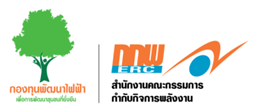 กองทุนพัฒนาไฟฟ้า
เพื่อการพัฒนาชุมชนที่ยั่งยืน
กกพ
ERC
สำนักงานคณะกรรมการ
กำกับกิจการพลังงาน